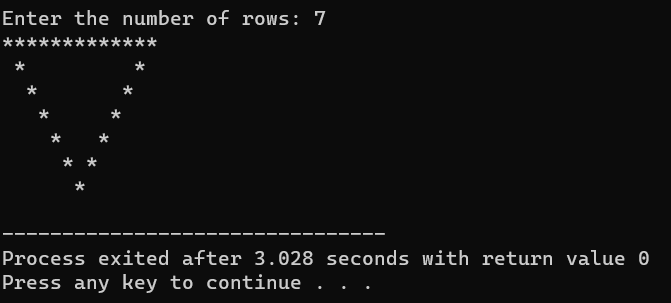 Enter the number of rows: 7
*************
 *         *
  *       *
   *     *
    *   *
     * *
      *
--------------------------------
Process exited after 3.028 seconds with return value 0
Press any key to continue . . .